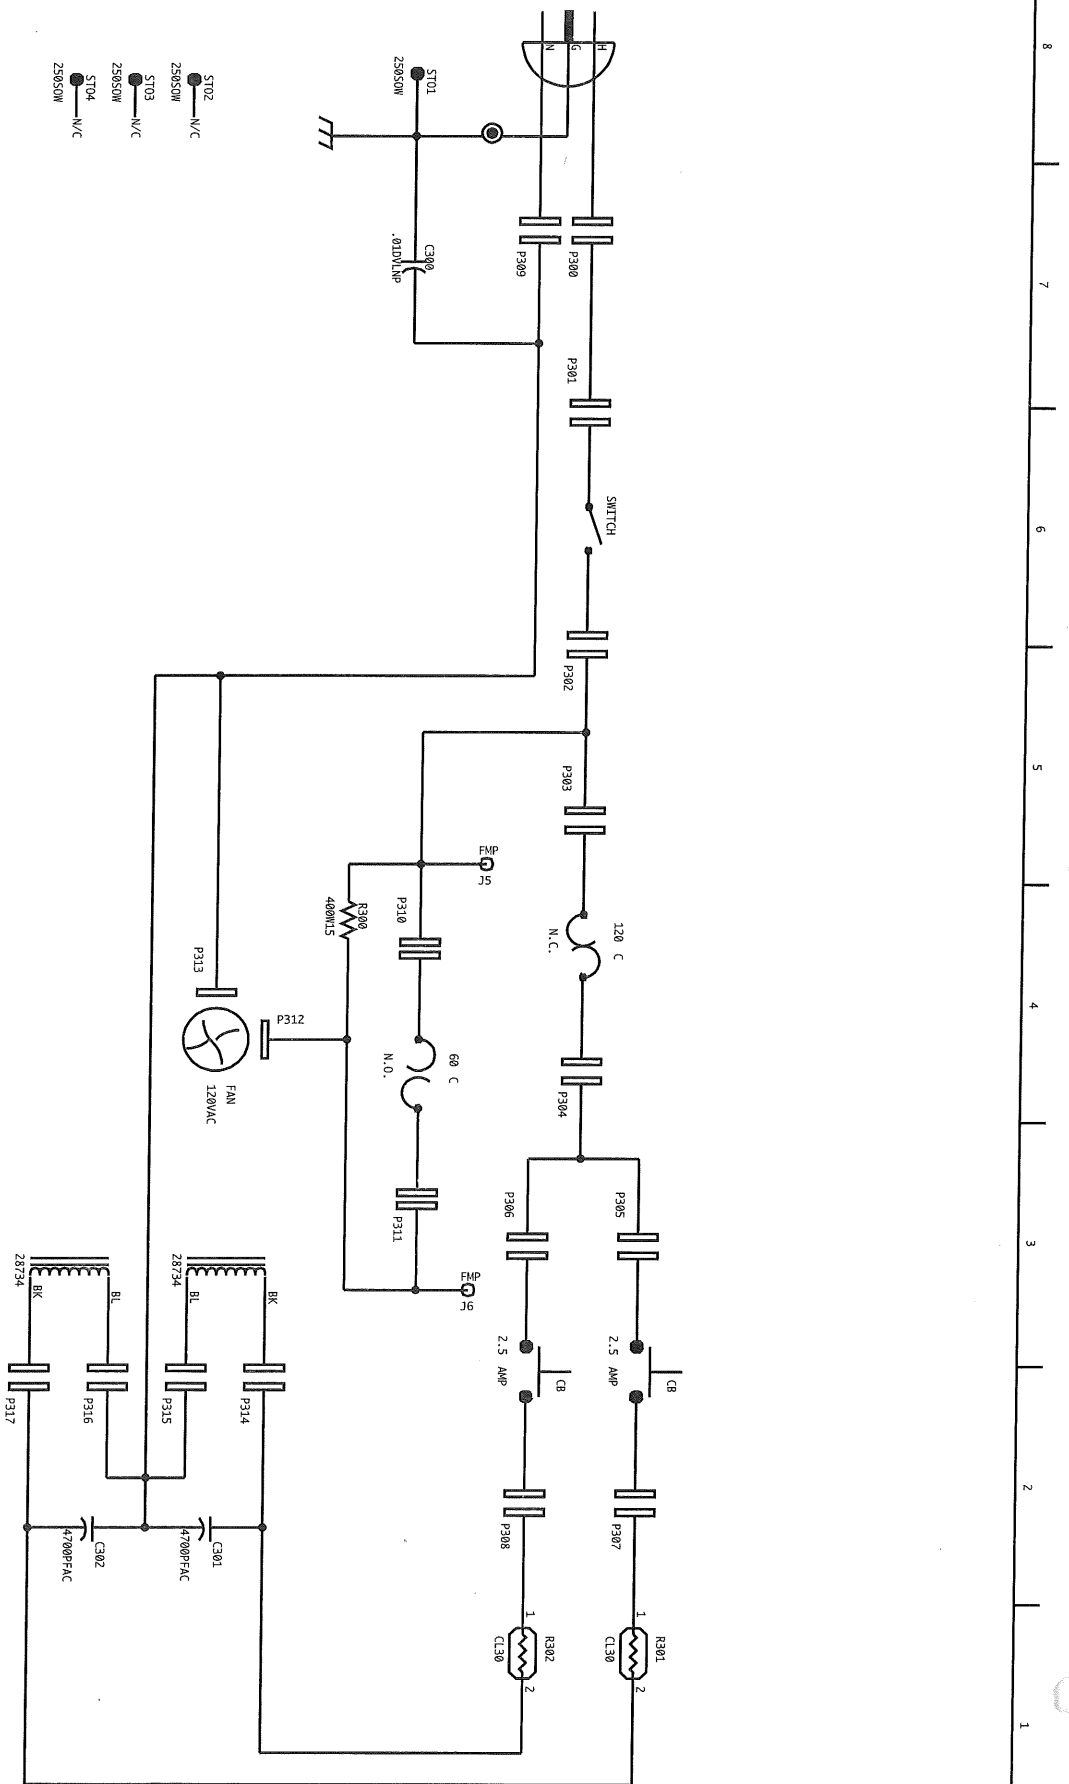 8
7
6
5
4
3
2
1
H
G
N
ST01
250SOW
ST02
250SOW
N/C
ST03
250SOW
N/C
ST04
250SOW
N/C
P300
P309
C300
.01DVLNP
P301
SWITCH
P302
P303
FMP
J5
120 C
N.C.
P310
R300
400W15
P313
P312
60 C
N.O.
FAN
120VAC
P304
P305
P306
P311
FMP
J6
28734
BK
BL
28734
BL
BK
2.5 AMP
CB
2.5 AMP
CB
P314
P315
P316
P317
P307
P308
C301
4700PFAC
C302
4700PFAC
1
R301
CL30
2
1
R302
CL30
2